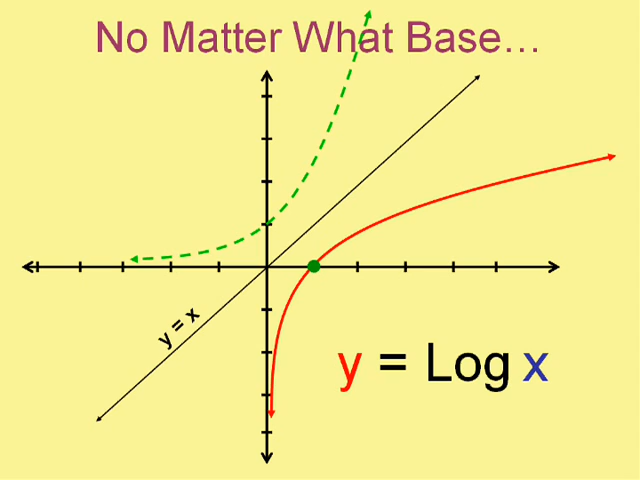 No Matter What Base…
y = x
y = Log x